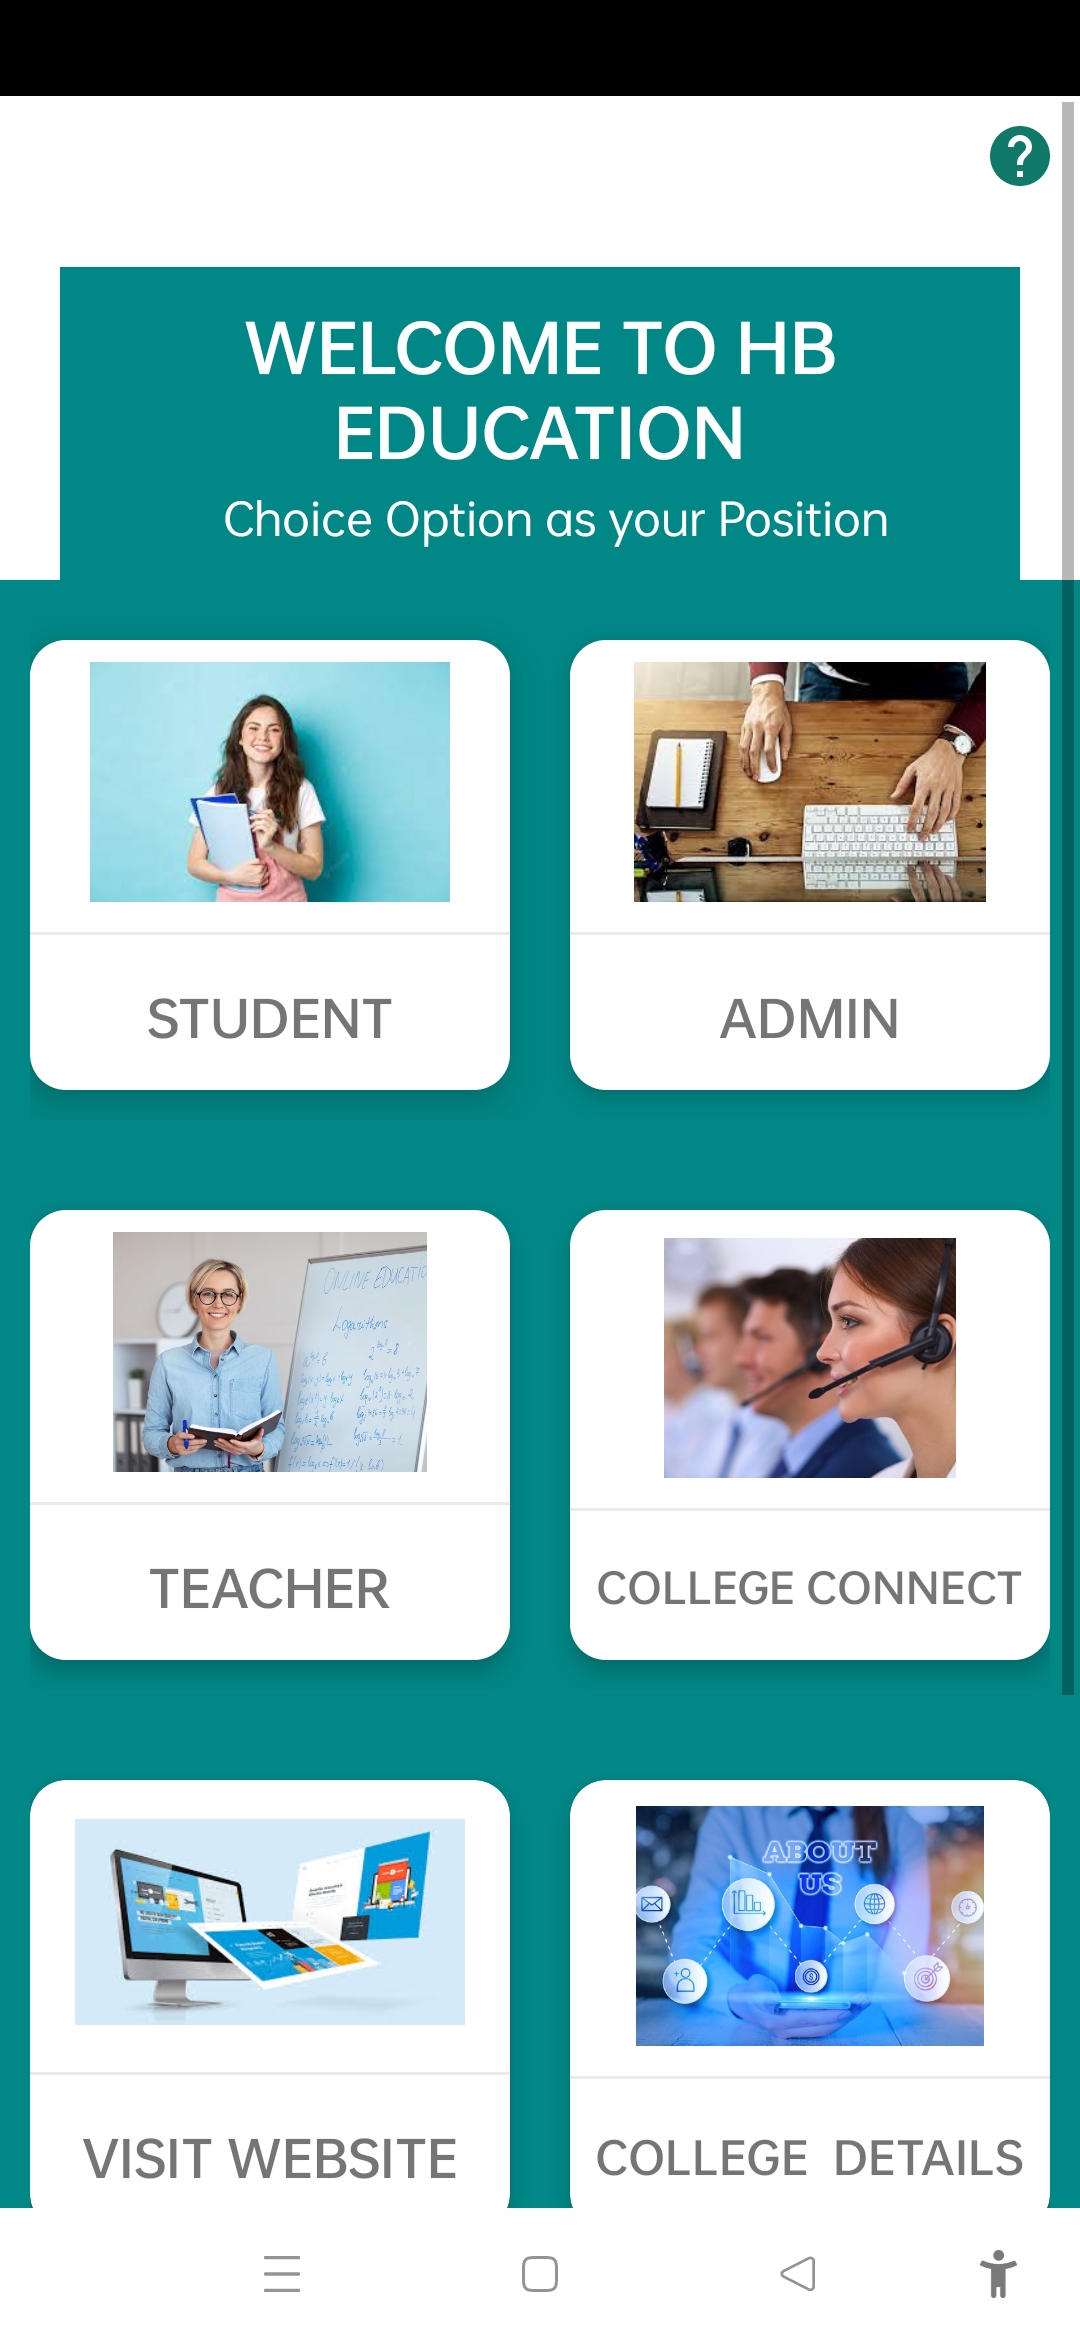 ?
WELCOME TO HB
EDUCATION
Choice Option as your Position
STUDENT
ADMIN
ONLINE EDUCATIO
Logarithms
TEACHER
COLLEGE CONNECT
ABOUT
US
VISIT WEBSITE
COLLEGE DETAILS